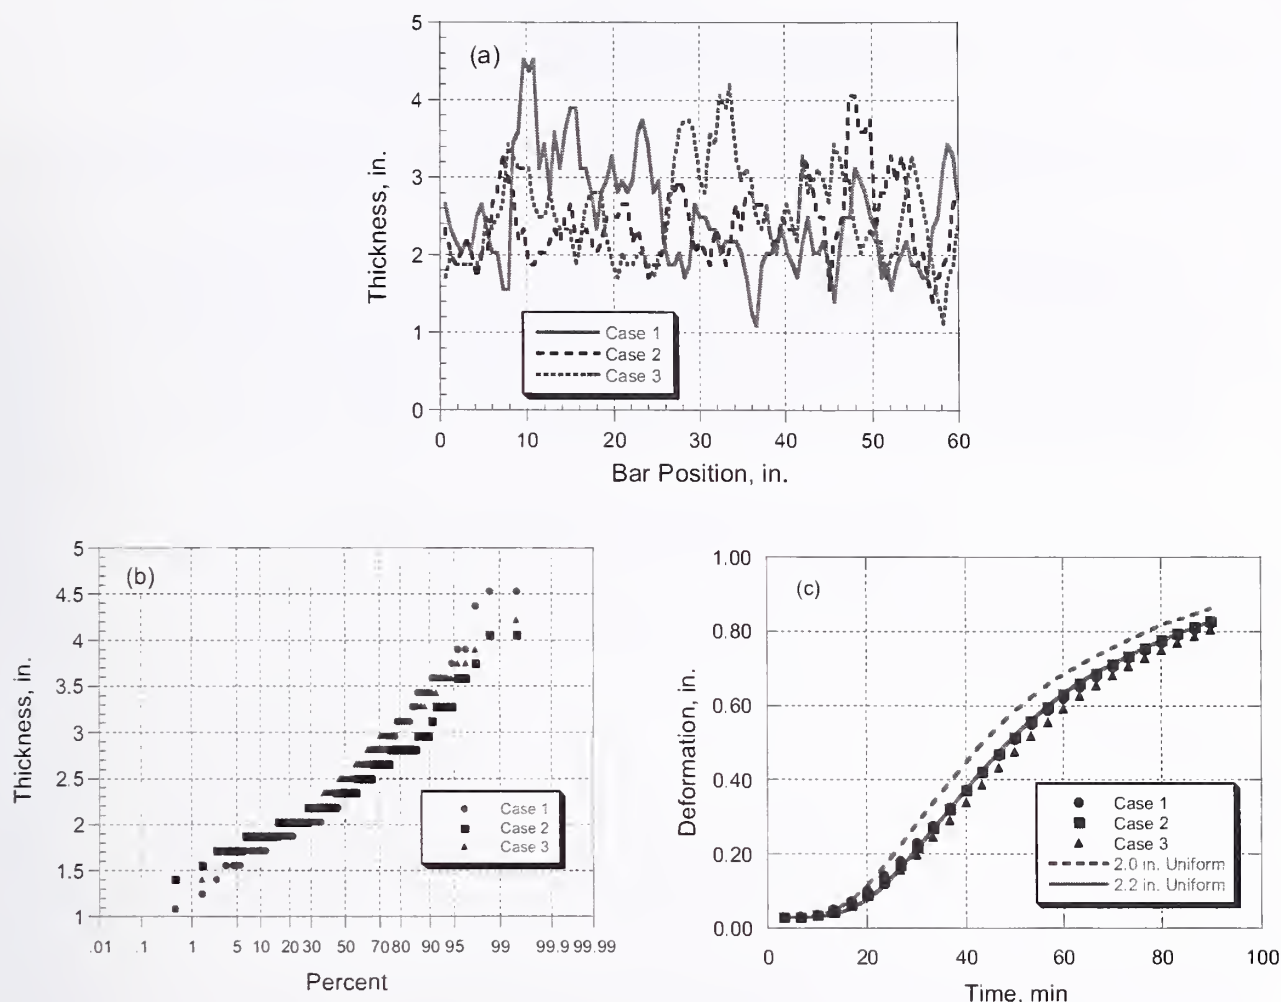 (a)
Thickness, in.
5
4
3
2
1
0
Case 1
Case 2
Case 3
0 10 20 30 40 50 60
Bar Position, in.
(b)
Thickness, in.
5
4.5
4
3.5
3
2.5
2
1.5
1
Case 1
Case 2
Case 3
.01 .1 1 5 10 20 30 50 70 80 90 95 99 99.9 99.99
Percent
(c)
Deformation, in.
1.00
0.80
0.60
0.40
0.20
0.00
Case 1
Case 2
Case 3
2.0 in. Uniform
2.2 in. Uniform
0 20 40 60 80 100
Time, min